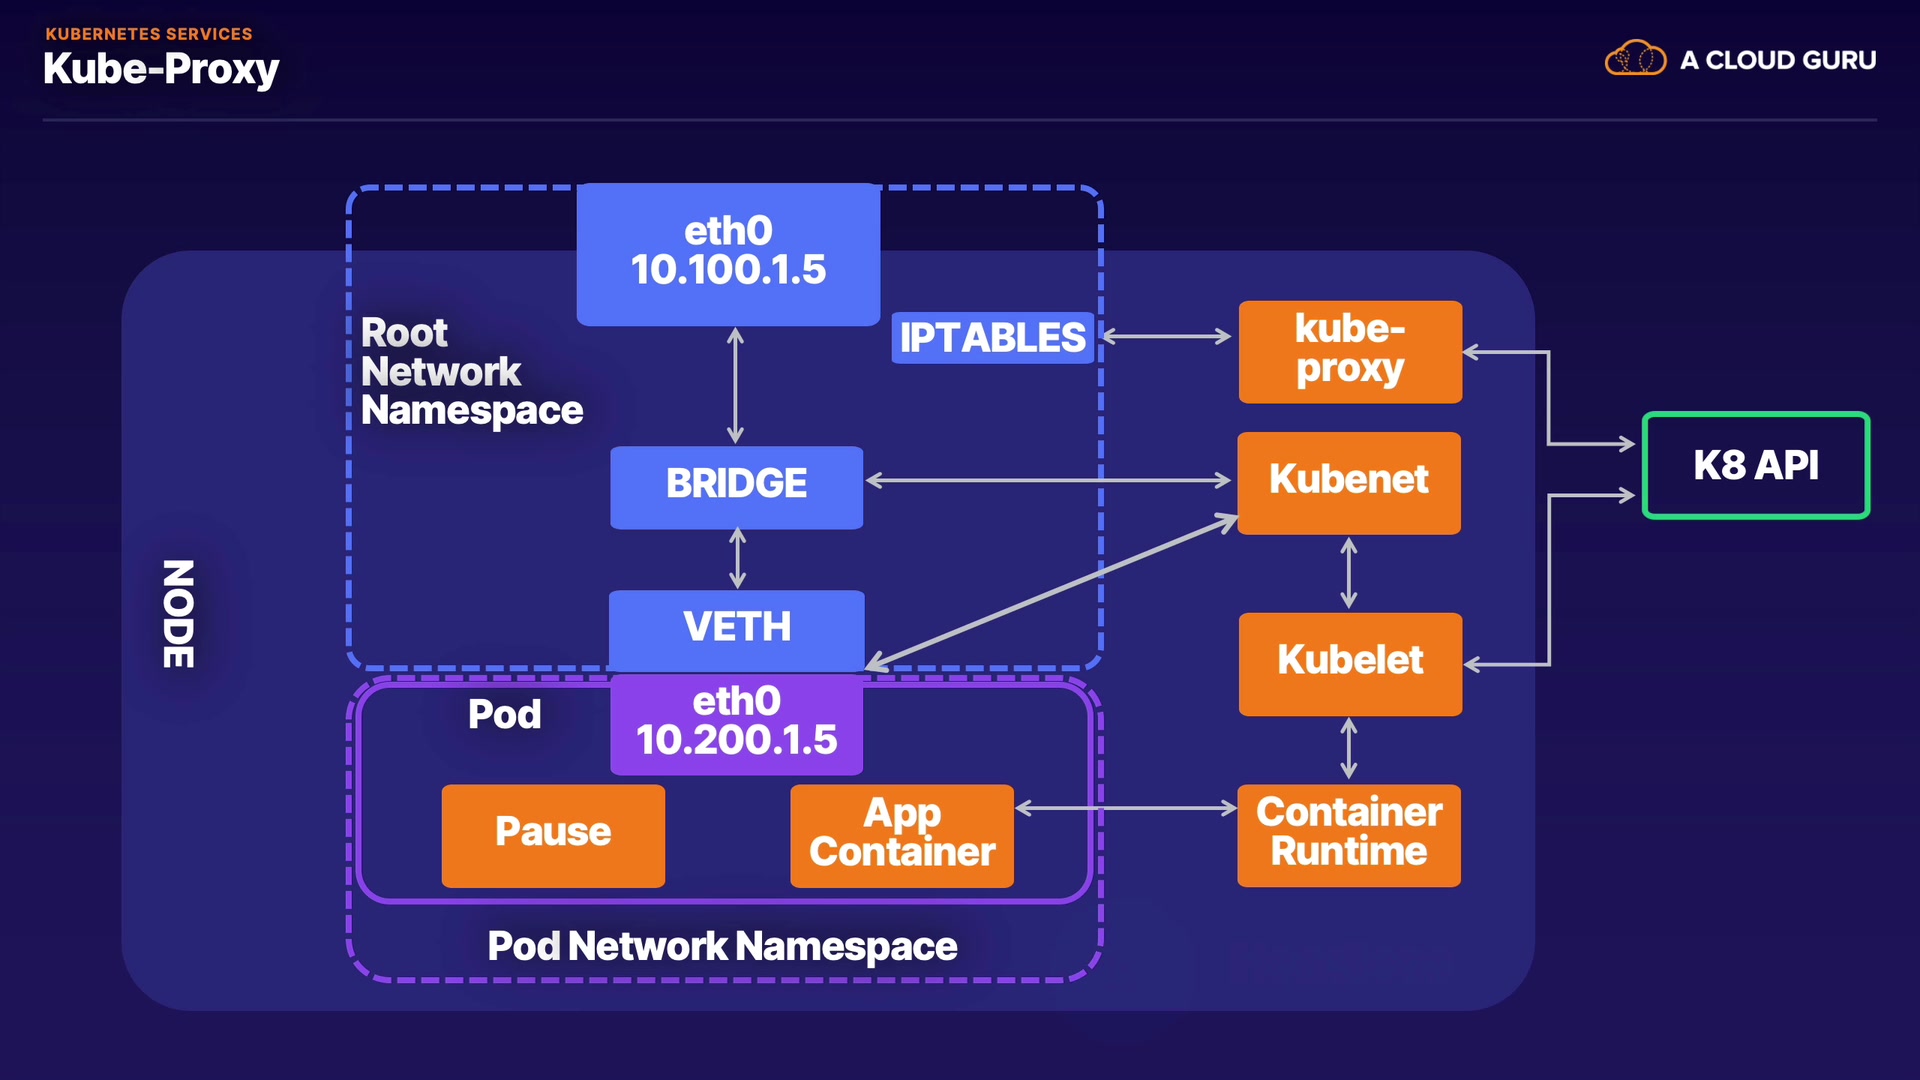 KUBERNETES SERVICES
Kube-Proxy
A CLOUD GURU
eth0
10.100.1.5
Root
Network
Namespace
IPTABLES
kube-
proxy
BRIDGE
Kubenet
K8 API
NODE
VETH
Kubelet
Pod
eth0
10.200.1.5
Pause
App
Container
Container
Runtime
Pod Network Namespace